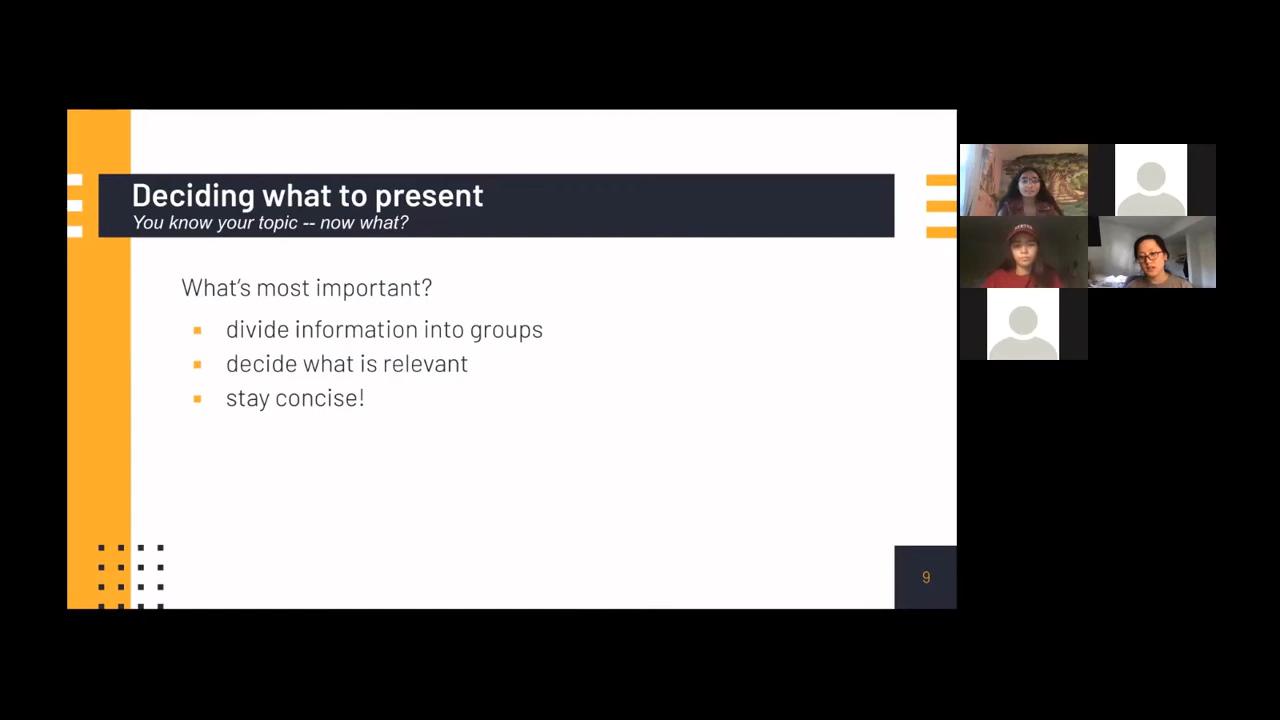 Deciding what to present
You know your topic -- now what?
What's most important?
divide information into groups
decide what is relevant
stay concise!
9